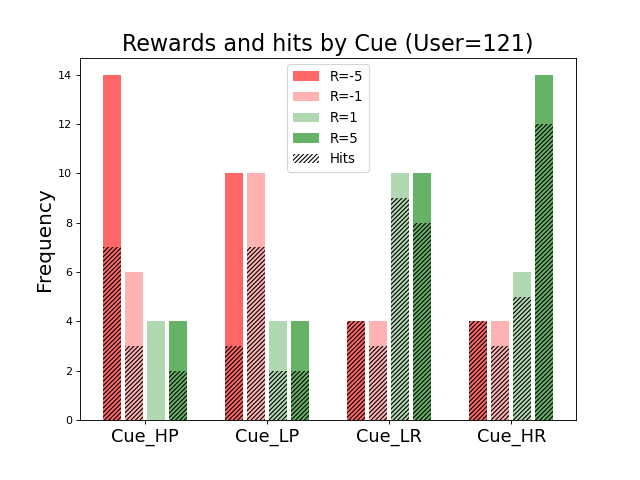 Rewards and hits by Cue (User=121)
R=-5
R=-1
R=1
R=5
Hits
Frequency
14
12
10
8
6
4
2
0
Cue_HP Cue_LP Cue_LR Cue_HR